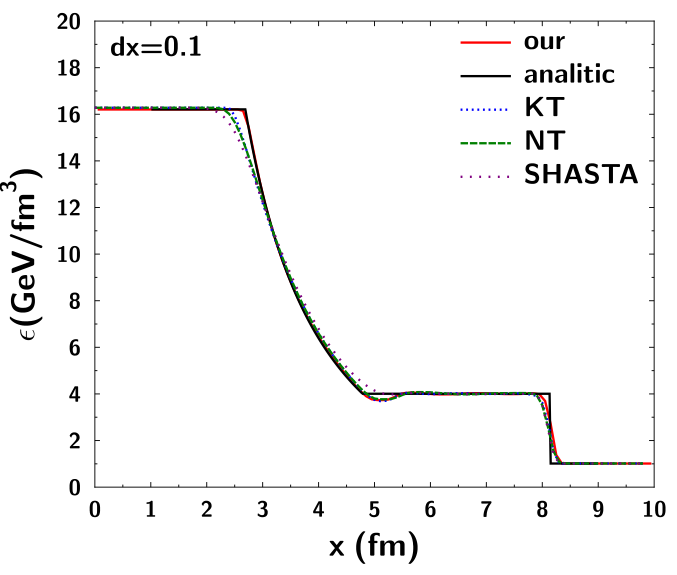 dx=0.1
our
analitic
KT
NT
SHASTA
20
18
16
14
12
10
8
6
4
2
0
ϵ(GeV/fm³)
0 1 2 3 4 5 6 7 8 9 10
x (fm)